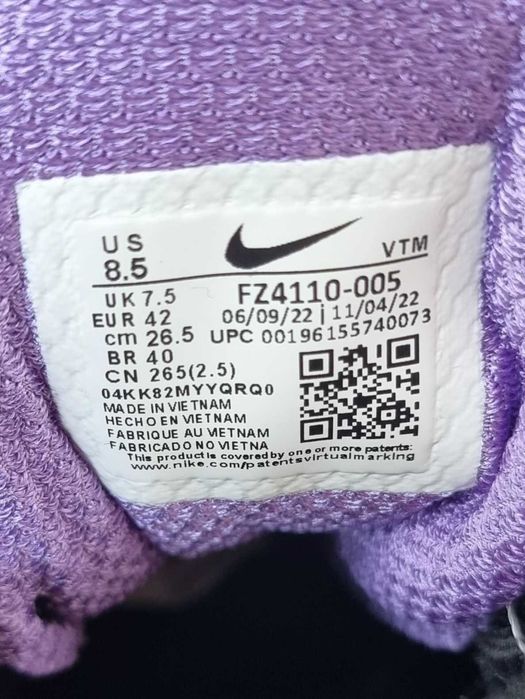 US
8.5
VTM
UK 7.5
FZ4110-005
EUR 42
06/09/22 | 11/04/22
cm 26.5
UPC 00196155740073
BR 40
CN 265(2.5)
04KK82MYYQRQ0
MADE IN VIETNAM
HECHO EN VIETNAM
FABRIQUE AU VIETNAM
FABRICADO NO VIETNA
This product is covered by one or more patents:
www.nike.com/patentsvirtualmarking